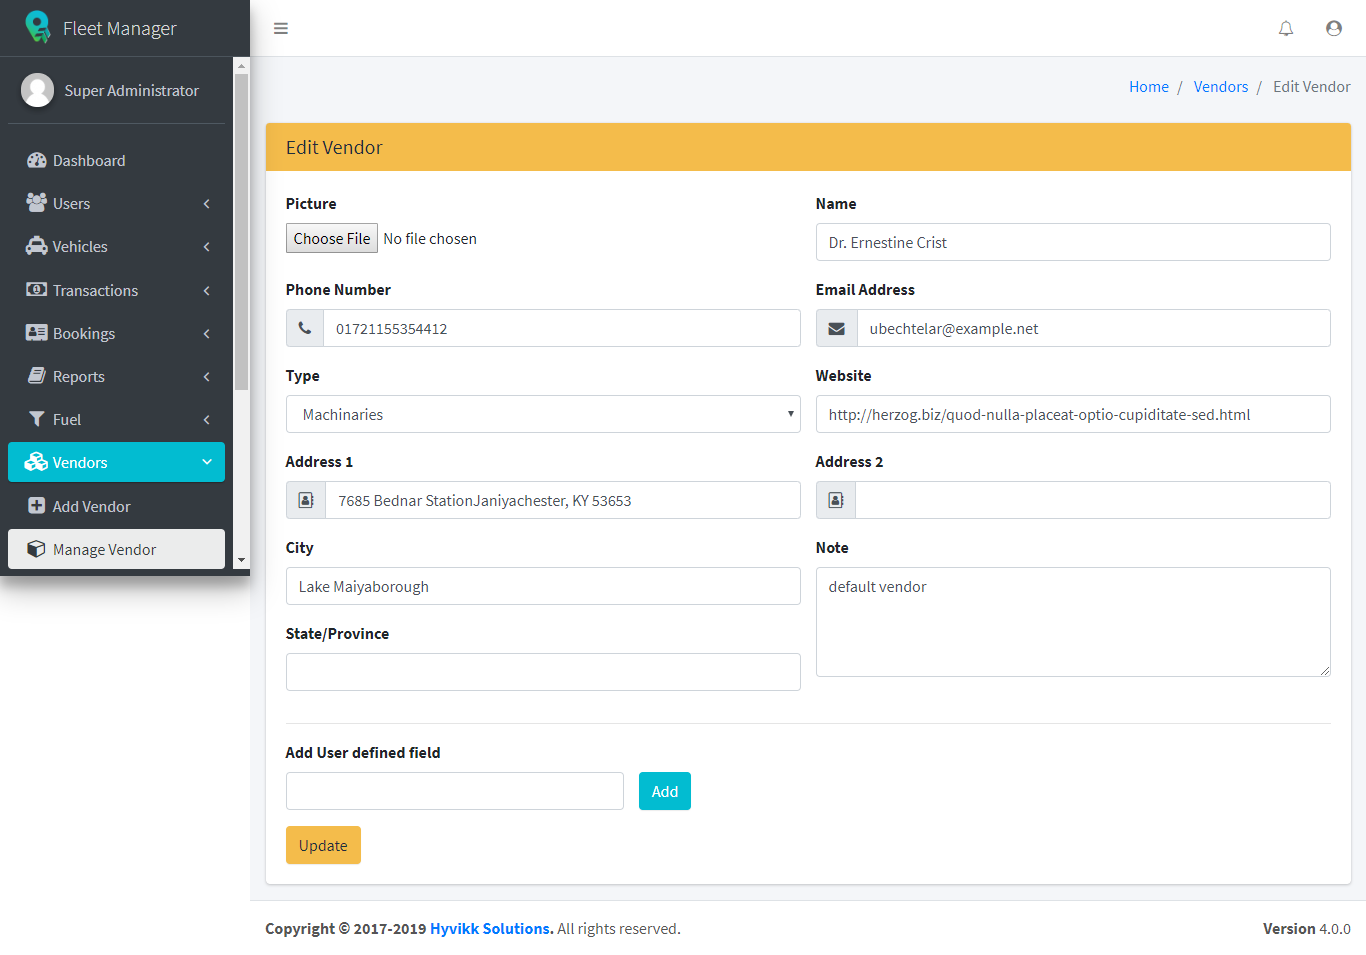 Fleet Manager
Super Administrator
Dashboard
Users
Vehicles
Transactions
Bookings
Reports
Fuel
Vendors
Add Vendor
Manage Vendor
Home / Vendors / Edit Vendor
Edit Vendor
Picture
Choose File No file chosen
Name
Dr. Ernestine Crist
Phone Number
01721155354412
Email Address
ubechtelar@example.net
Type
Machinaries
Website
http://herzog.biz/quod-nulla-placeat-optio-cupiditate-sed.html
Address 1
7685 Bednar StationJaniyachester, KY 53653
Address 2
City
Lake Maiyaborough
Note
default vendor
State/Province
Add User defined field
Add
Update
Copyright © 2017-2019 Hyvikk Solutions. All rights reserved.
Version 4.0.0